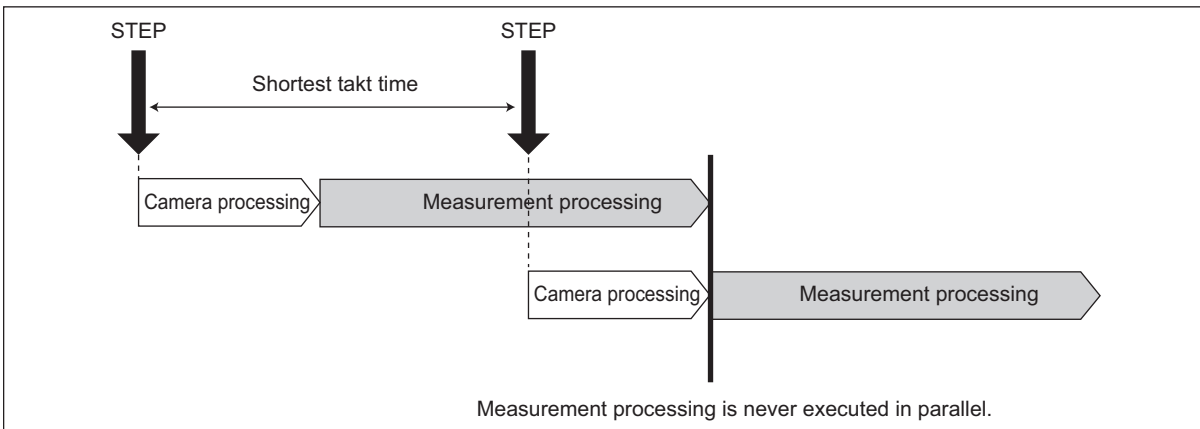 STEP
STEP
Shortest takt time
Camera processing
Measurement processing
Camera processing
Measurement processing
Measurement processing is never executed in parallel.